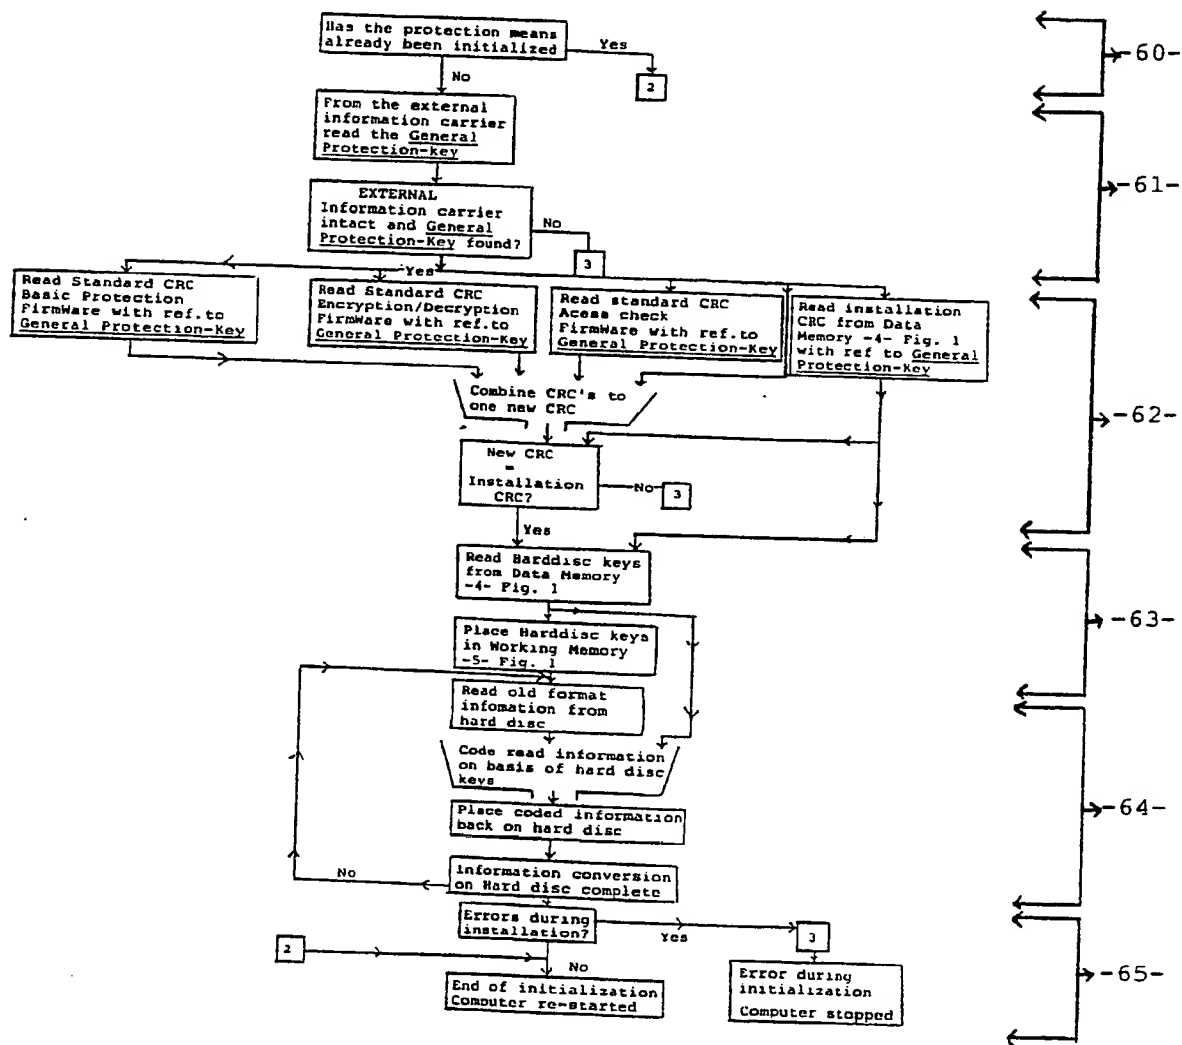 Has the protection means
already been initialized
Yes
2
No
-60-
From the external
information carrier
read the General
Protection-key
EXTERNAL
Information carrier
intact and General
Protection-Key found?
No
3
-61-
Yes
Read Standard CRC
Basic Protection
FirmWare with ref.to
General Protection-Key
Read Standard CRC
Encryption/Decryption
FirmWare with ref.to
General Protection-Key
Read standard CRC
Acess check
FirmWare with ref.to
General Protection-Key
Read installation
CRC from Data
Memory -4- Fig. 1
with ref to General
Protection-Key
Combine CRC's to
one new CRC
New CRC
=
Installation
CRC?
No
3
-62-
Yes
Read Harddisc keys
from Data Memory
-4- Fig. 1
Place Harddisc keys
in Working Memory
-5- Fig. 1
-63-
Read old format
infomation from
hard disc
Code read information
on basis of hard disc
keys
Place coded information
back on hard disc
-64-
No
Information conversion
on Hard disc complete
Errors during
installation?
Yes
3
2
No
End of initialization
Computer re-started
Error during
initialization
Computer stopped
-65-